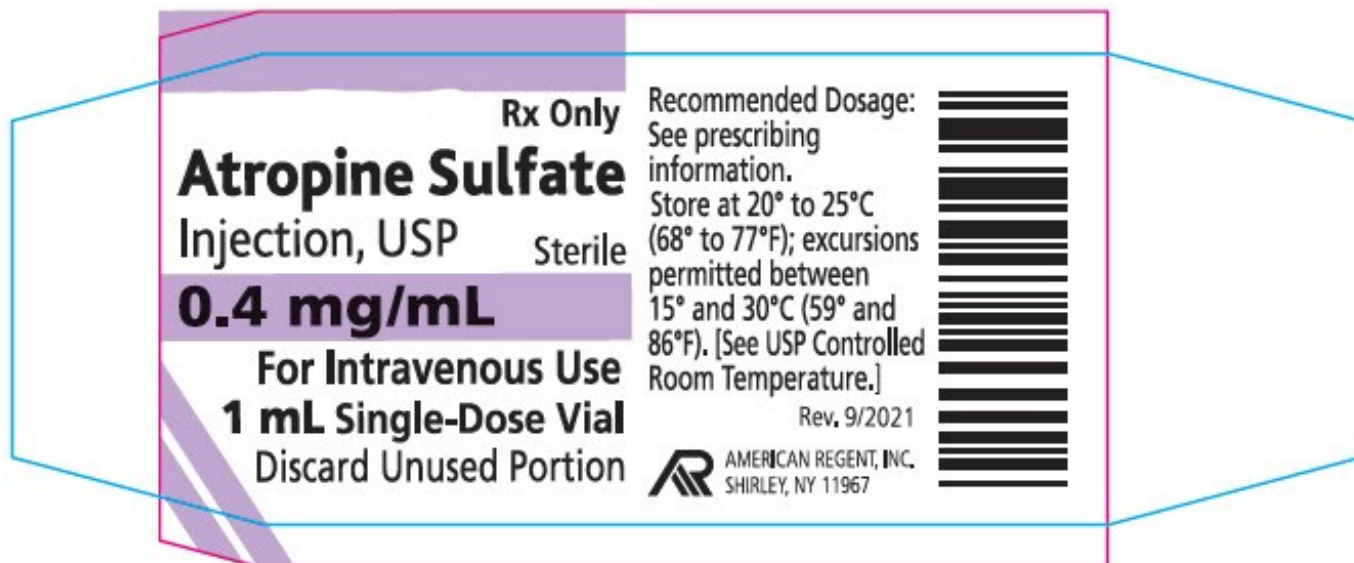 Rx Only
Atropine Sulfate
Injection, USP Sterile
0.4 mg/mL
For Intravenous Use
1 mL Single-Dose Vial
Discard Unused Portion
Recommended Dosage:
See prescribing
information.
Store at 20° to 25°C
(68° to 77°F); excursions
permitted between
15° and 30°C (59° and
86°F). [See USP Controlled
Room Temperature.]
Rev. 9/2021
AMERICAN REGENT, INC.
SHIRLEY, NY 11967